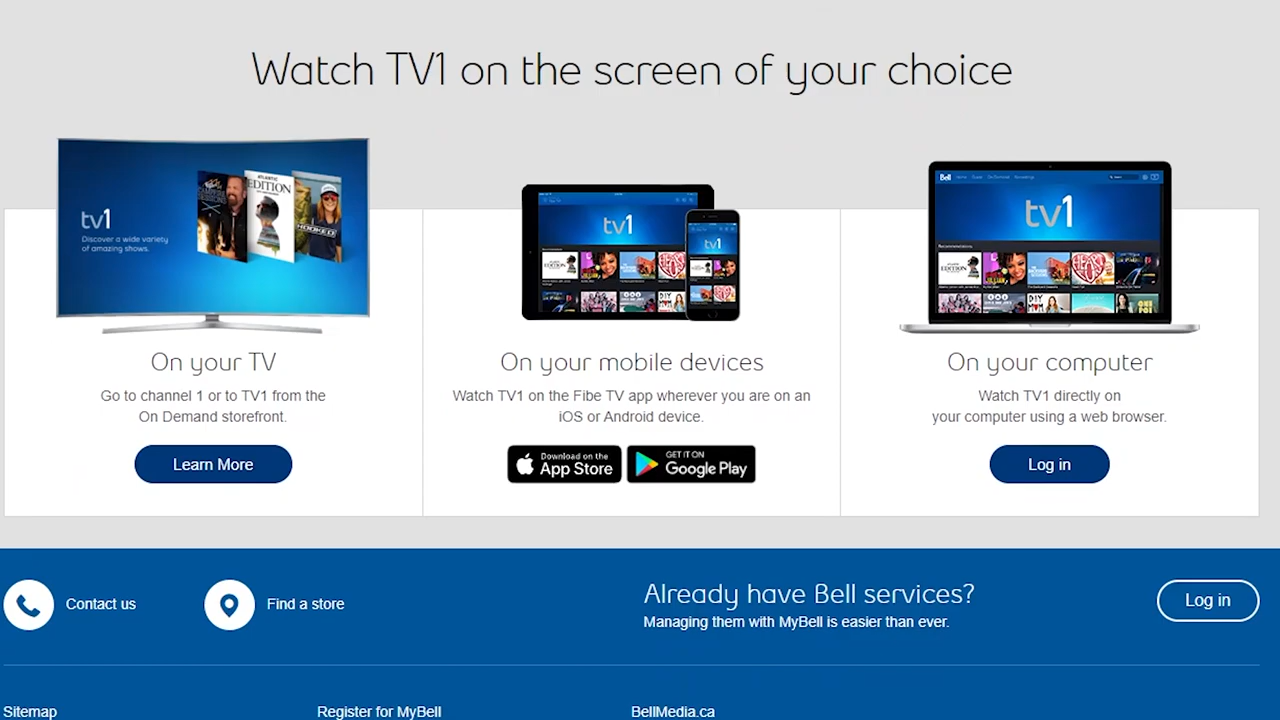 Watch TV1 on the screen of your choice
tv1
Discover a wide variety
of amazing shows.
ATLANTIC
EDITION
HOOKED
tv1
tv1
Bell
tv1
Recommendations
EDITION
On your TV
Go to channel 1 or to TV1 from the
On Demand storefront.
Learn More
On your mobile devices
Watch TV1 on the Fibe TV app wherever you are on an
iOS or Android device.
Download on the
App Store
GET IT ON
Google Play
On your computer
Watch TV1 directly on
your computer using a web browser.
Log in
Contact us
Find a store
Already have Bell services?
Managing them with MyBell is easier than ever.
Log in
Sitemap
Register for MyBell
BellMedia.ca